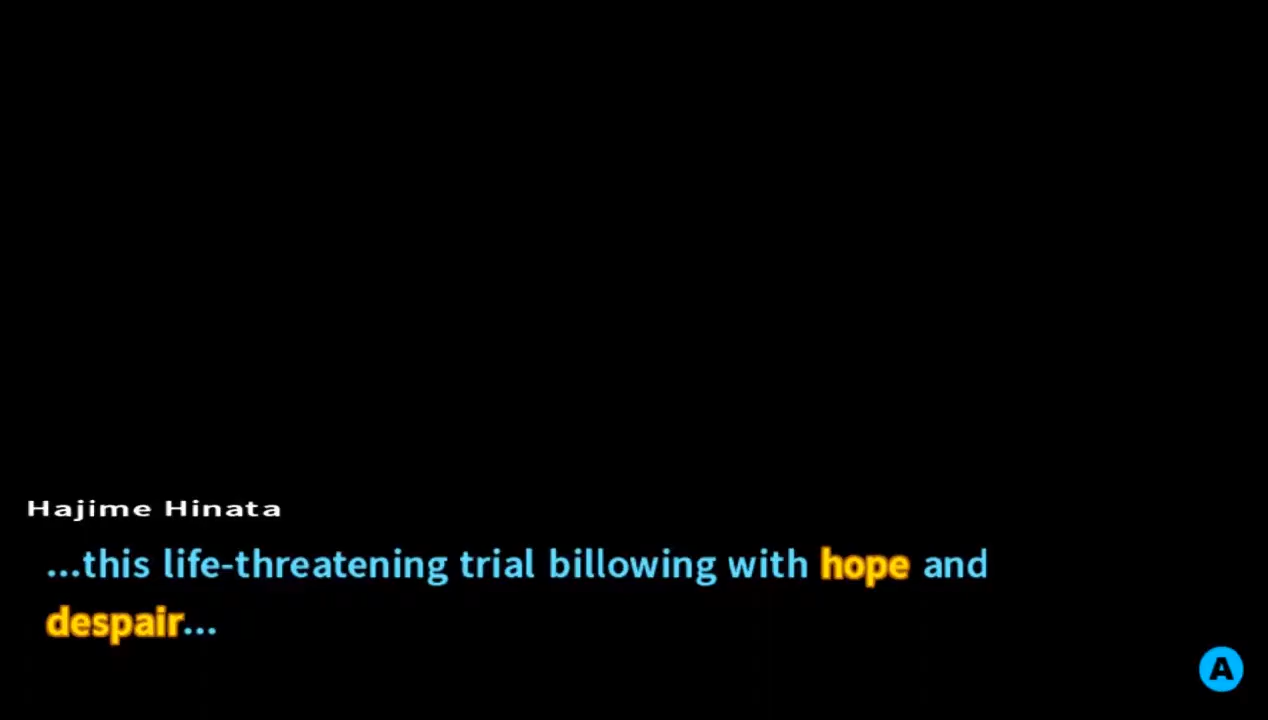 Hajime Hinata
...this life-threatening trial billowing with hope and
despair...
A